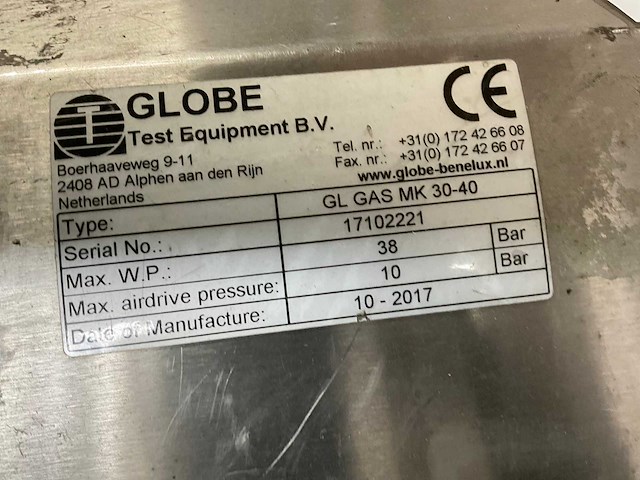 T
GLOBE
Test Equipment B.V.
CE
Boerhaaveweg 9-11
2408 AD Alphen aan den Rijn
Netherlands
Tel. nr.: +31(0) 172 42 66 08
Fax. nr.: +31(0) 172 42 66 07
www.globe-benelux.nl
Type: GL GAS MK 30-40
Serial No.: 17102221
Max. W.P.: 38 Bar
Max. airdrive pressure: 10 Bar
Date of Manufacture: 10 - 2017